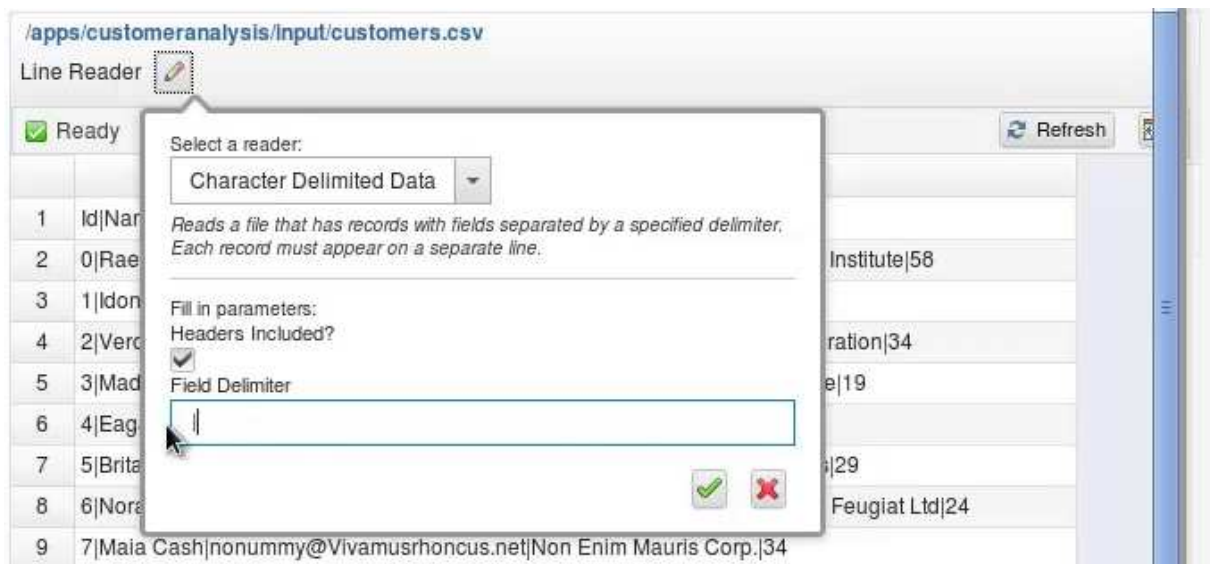 /apps/customeranalysis/input/customers.csv
Line Reader
Ready
Refresh
Select a reader:
Character Delimited Data
Reads a file that has records with fields separated by a specified delimiter.
Each record must appear on a separate line.
Fill in parameters:
Headers Included?
Field Delimiter
|
1 Id|Nar
2 0|Rae Institute|58
3 1|Idon
4 2|Verc ration|34
5 3|Mad e|19
6 4|Eag
7 5|Brita s|29
8 6|Nora Feugiat Ltd|24
9 7|Maia Cash|nonummy@Vivamusrhoncus.net|Non Enim Mauris Corp.|34